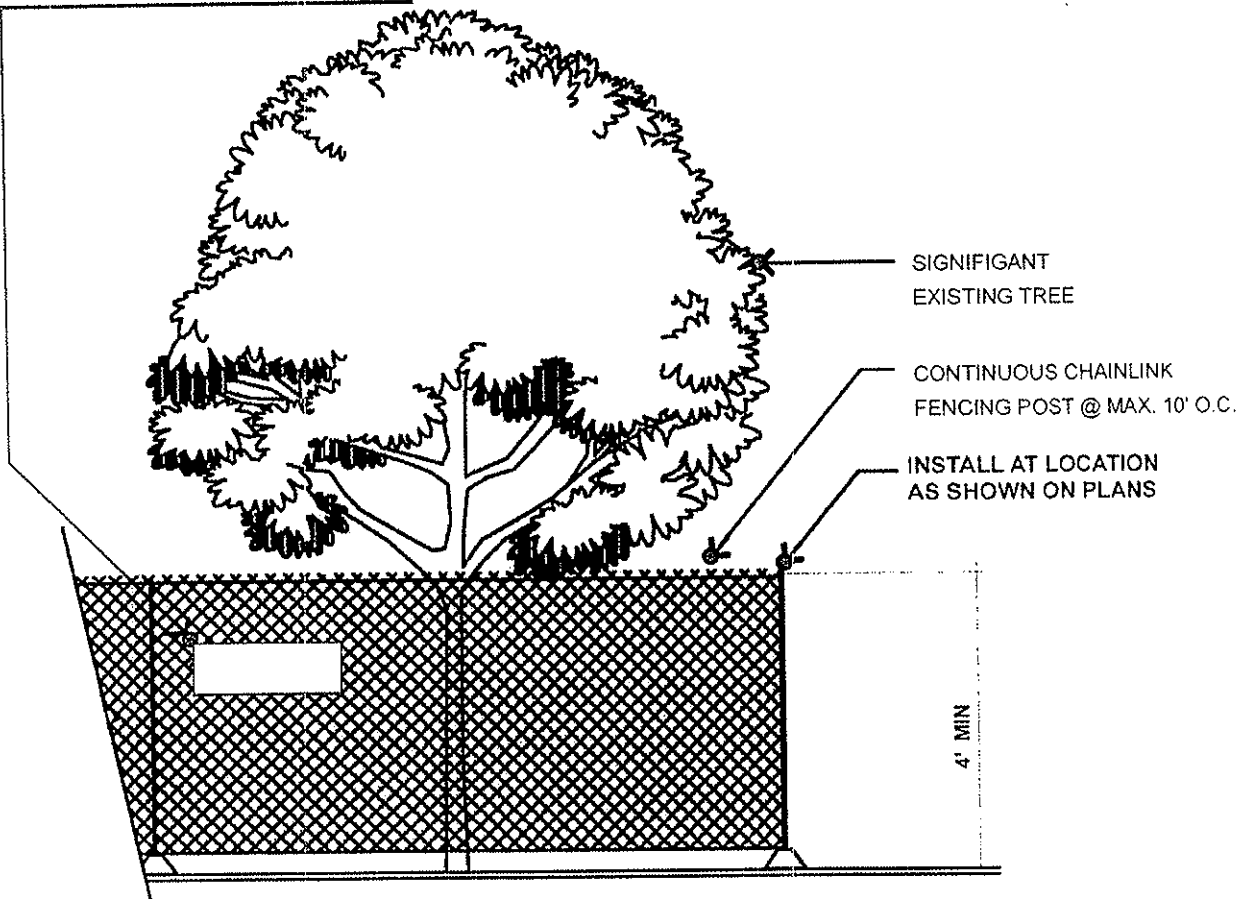 SIGNIFIGANT
EXISTING TREE
CONTINUOUS CHAINLINK
FENCING POST @ MAX. 10' O.C.
INSTALL AT LOCATION
AS SHOWN ON PLANS
4' MIN